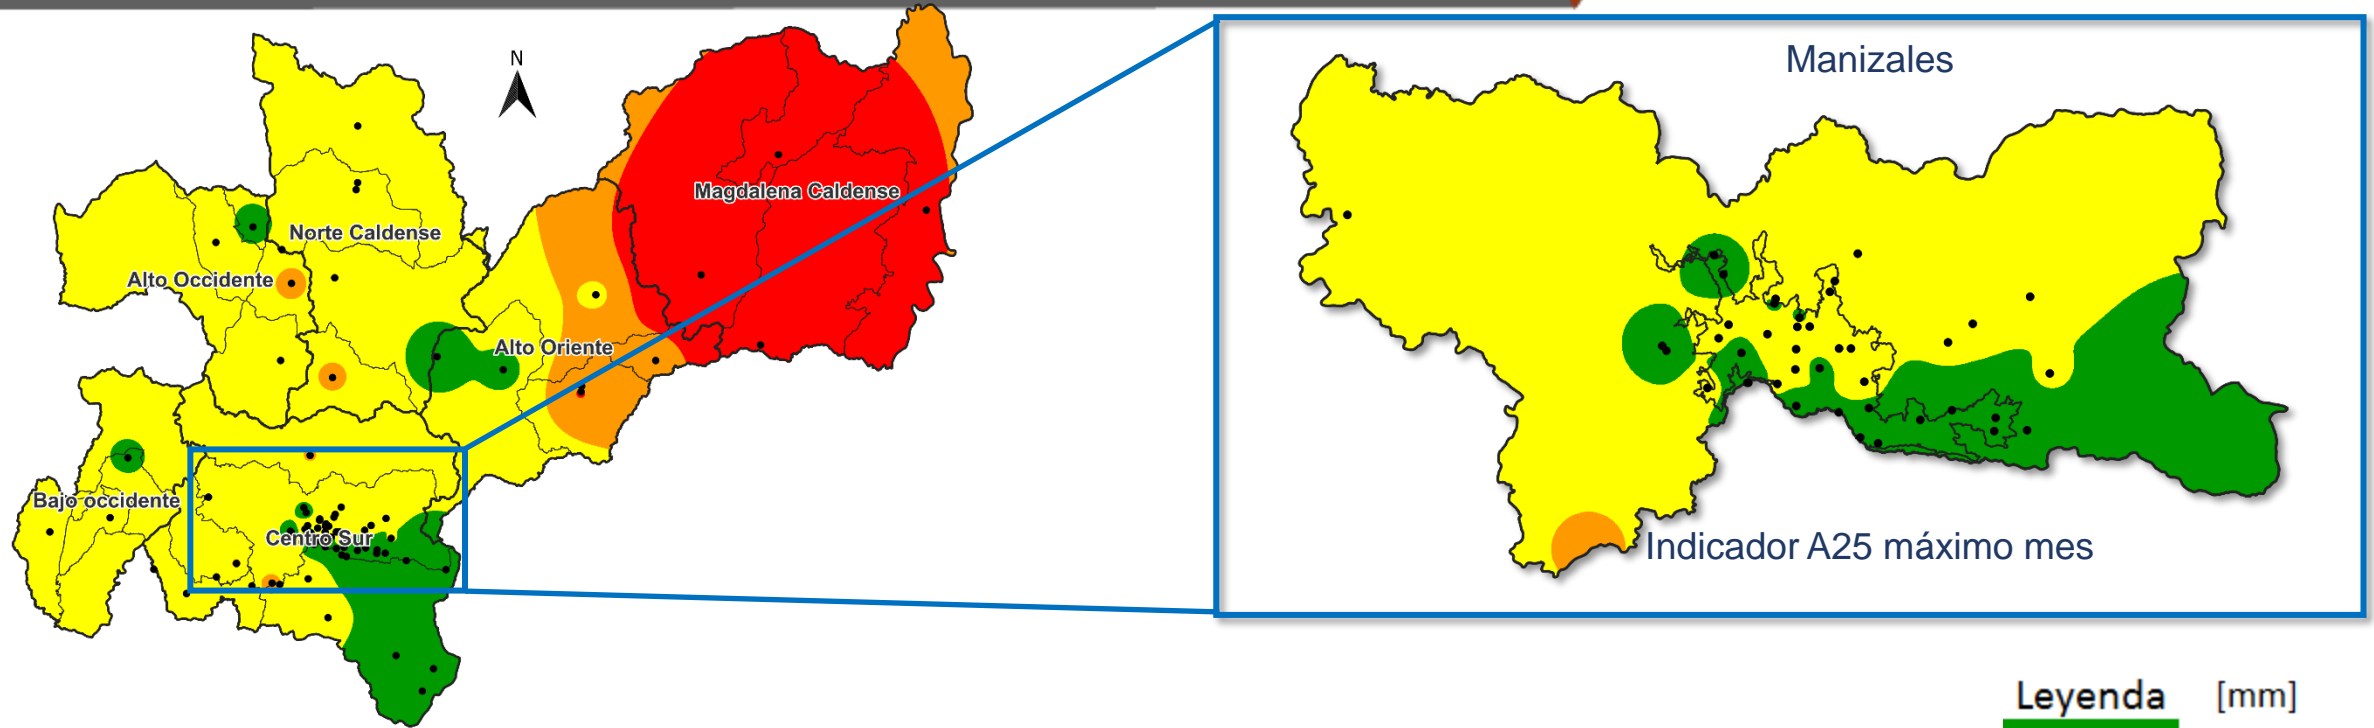 N
Magdalena Caldense
Norte Caldense
Alto Occidente
Alto Oriente
Bajo occidente
Centro Sur
Manizales
Indicador A25 máximo mes
Leyenda [mm]